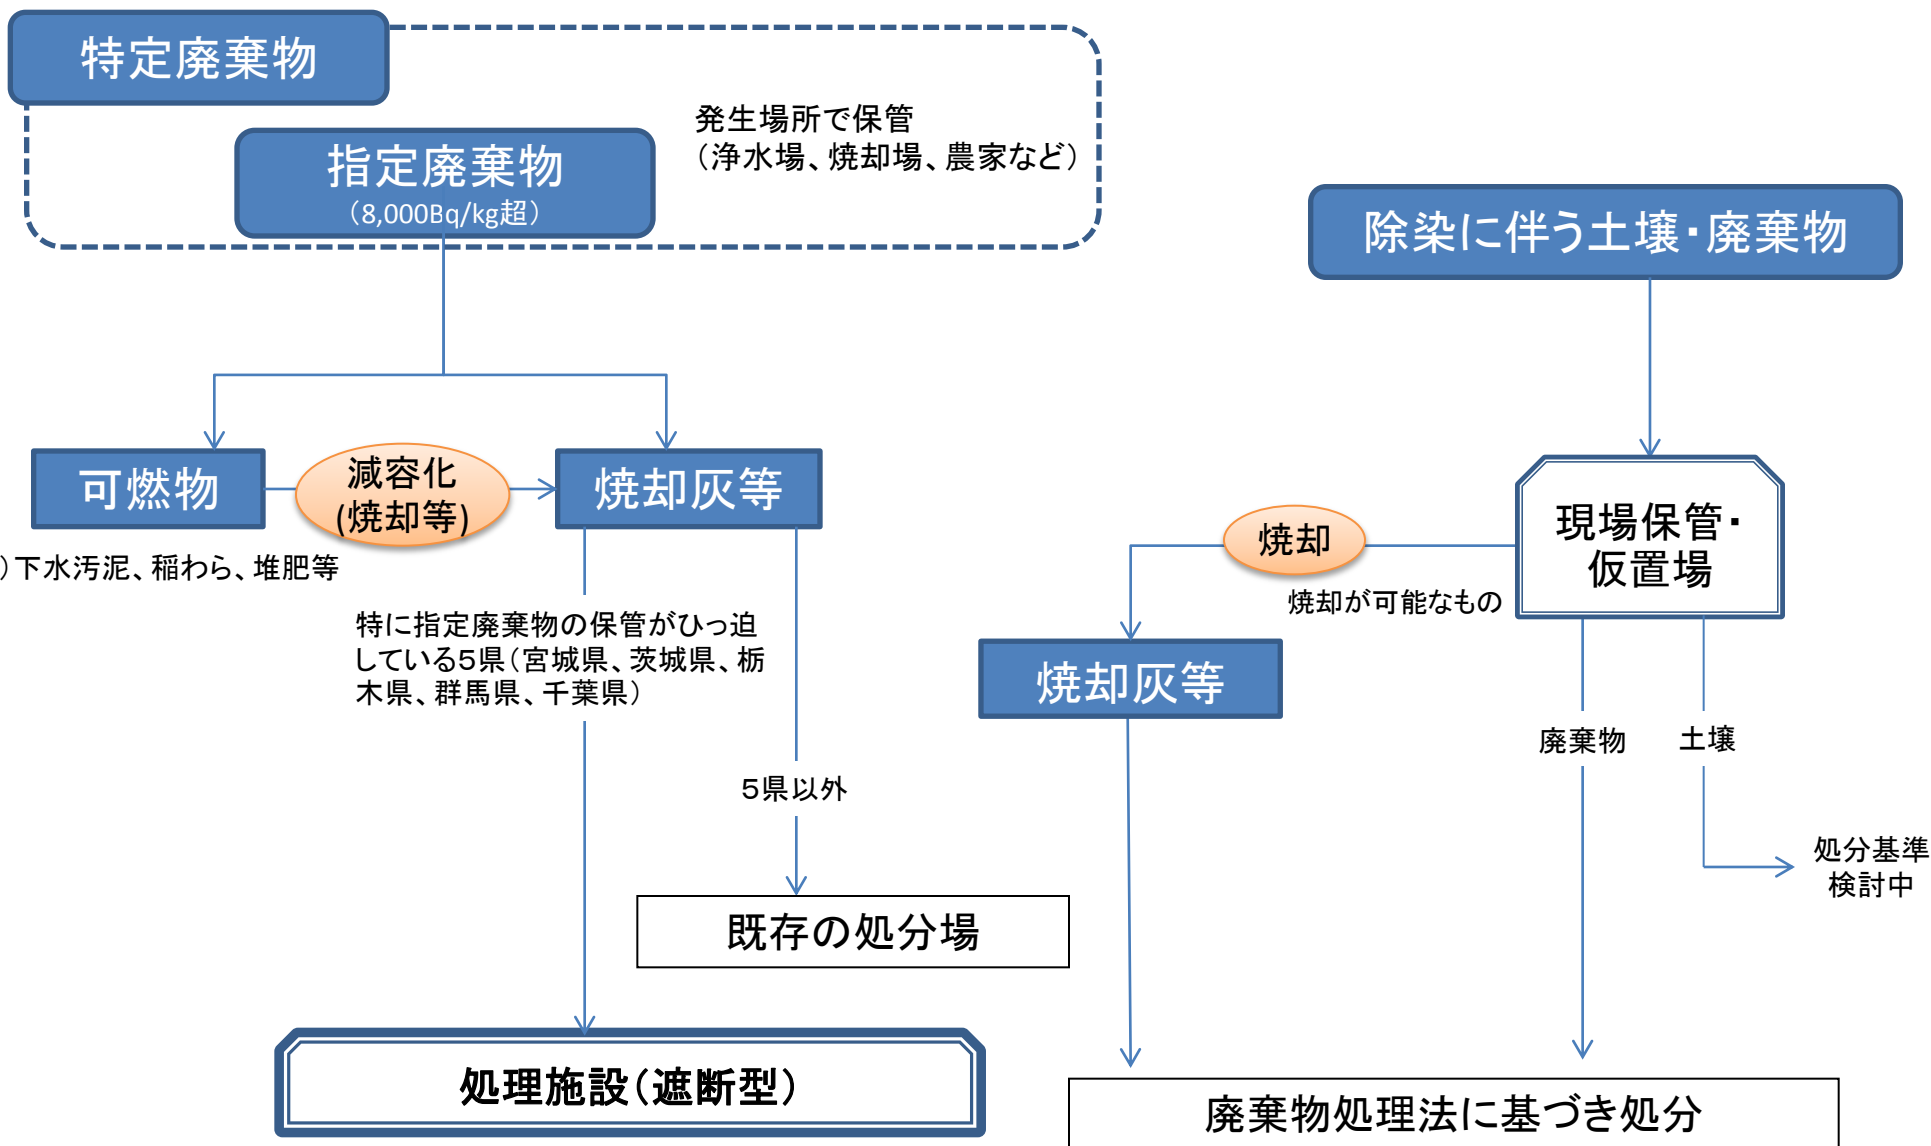 特定廃棄物
発生場所で保管
（浄水場、焼却場、農家など）
指定廃棄物
（8,000Bq/kg超）
除染に伴う土壌・廃棄物
可燃物
減容化
(焼却等)
焼却灰等
）下水汚泥、稲わら、堆肥等
特に指定廃棄物の保管がひっ迫
している5県（宮城県、茨城県、栃
木県、群馬県、千葉県）
5県以外
既存の処分場
処理施設（遮断型）
現場保管・
仮置場
焼却
焼却が可能なもの
焼却灰等
廃棄物
土壌
処分基準
検討中
廃棄物処理法に基づき処分